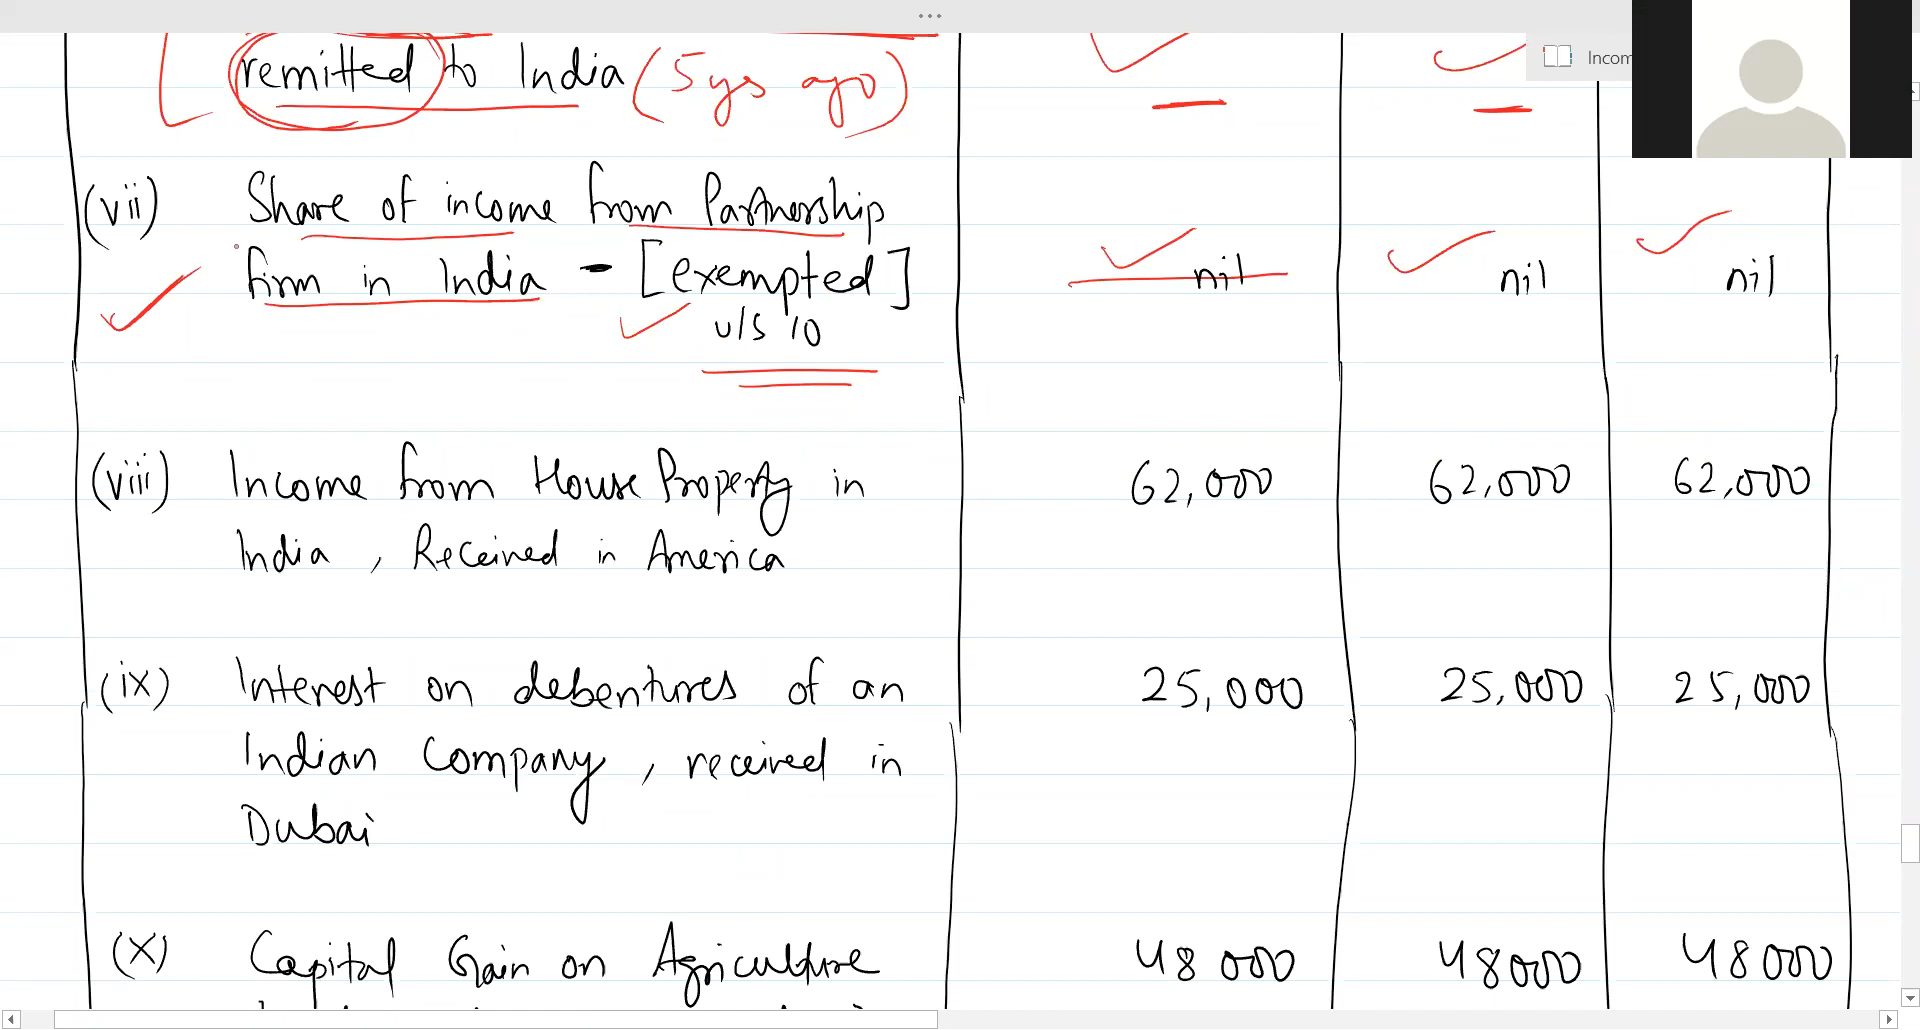 ...
Incom
remitted to India (5 ys ago)
(vii) Share of income from Partnership
firm in India - [exempted] nil nil nil
u/s 10
(viii) Income from House Property in 62,000 62,000 62,000
India, Received in America
(ix) Interest on debentures of an 25,000 25,000 25,000
Indian Company, received in
Dubai
(x) Capital Gain on Agriculture 48000 48000 48000